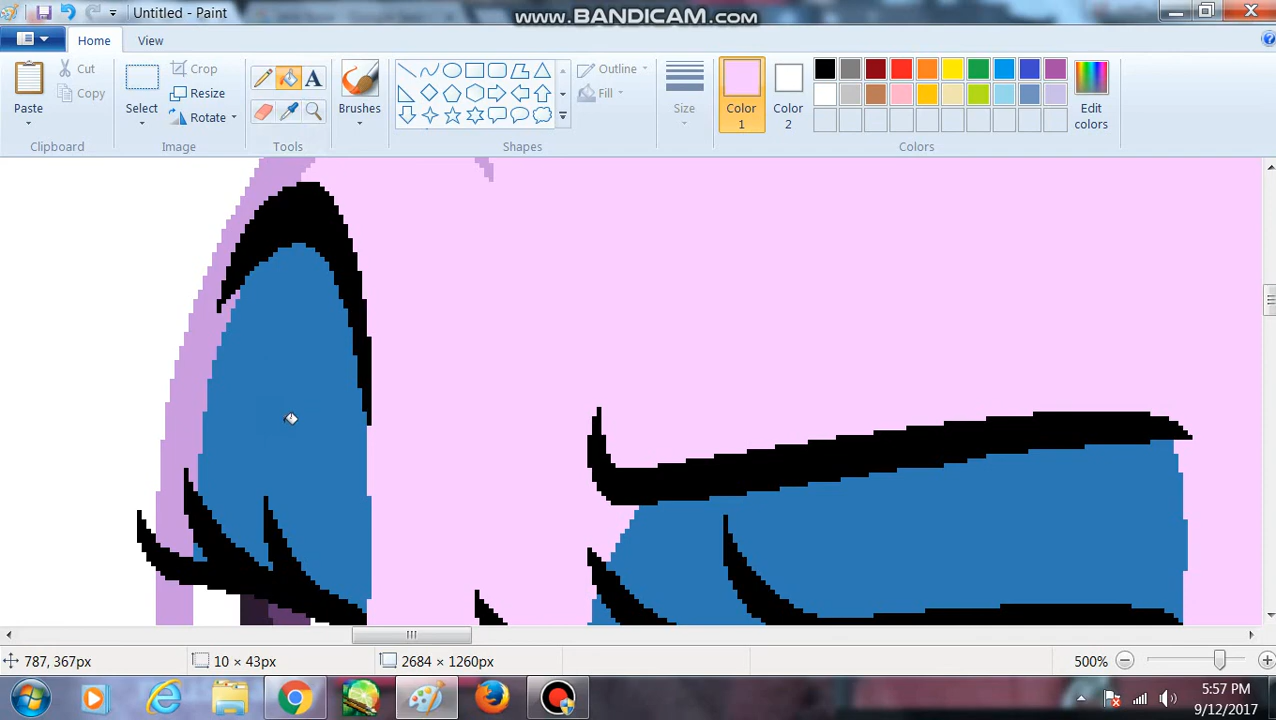 Untitled - Paint
www.BANDICAM.com
Home View
Paste
Cut
Copy
Clipboard
Select
Crop
Resize
Rotate
Image
A
Tools
Brushes
Outline
Fill
Shapes
Size
Color 1
Color 2
Edit colors
Colors
787, 367px
10 × 43px
2684 × 1260px
500%
5:57 PM
9/12/2017